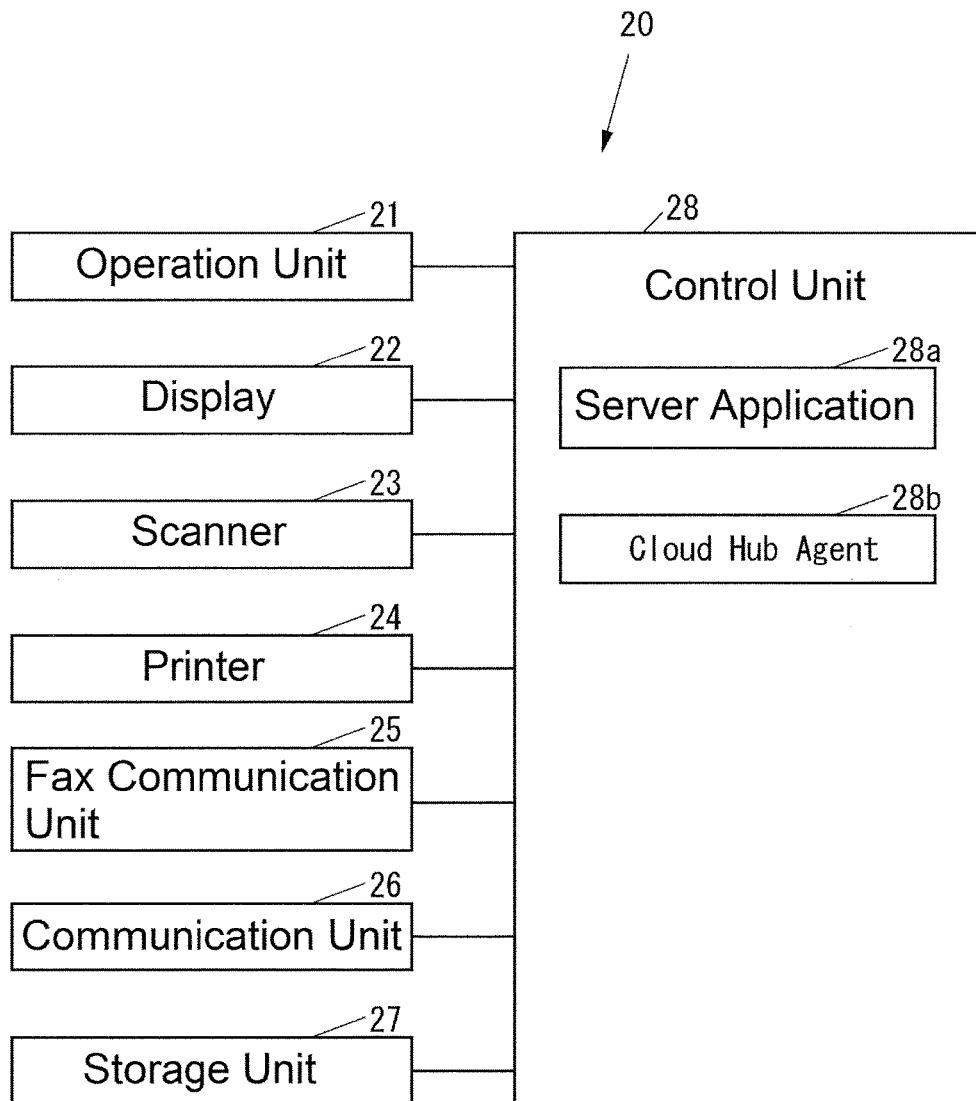 20
21
Operation Unit
22
Display
23
Scanner
24
Printer
25
Fax Communication
Unit
26
Communication Unit
27
Storage Unit
28
Control Unit
28a
Server Application
28b
Cloud Hub Agent